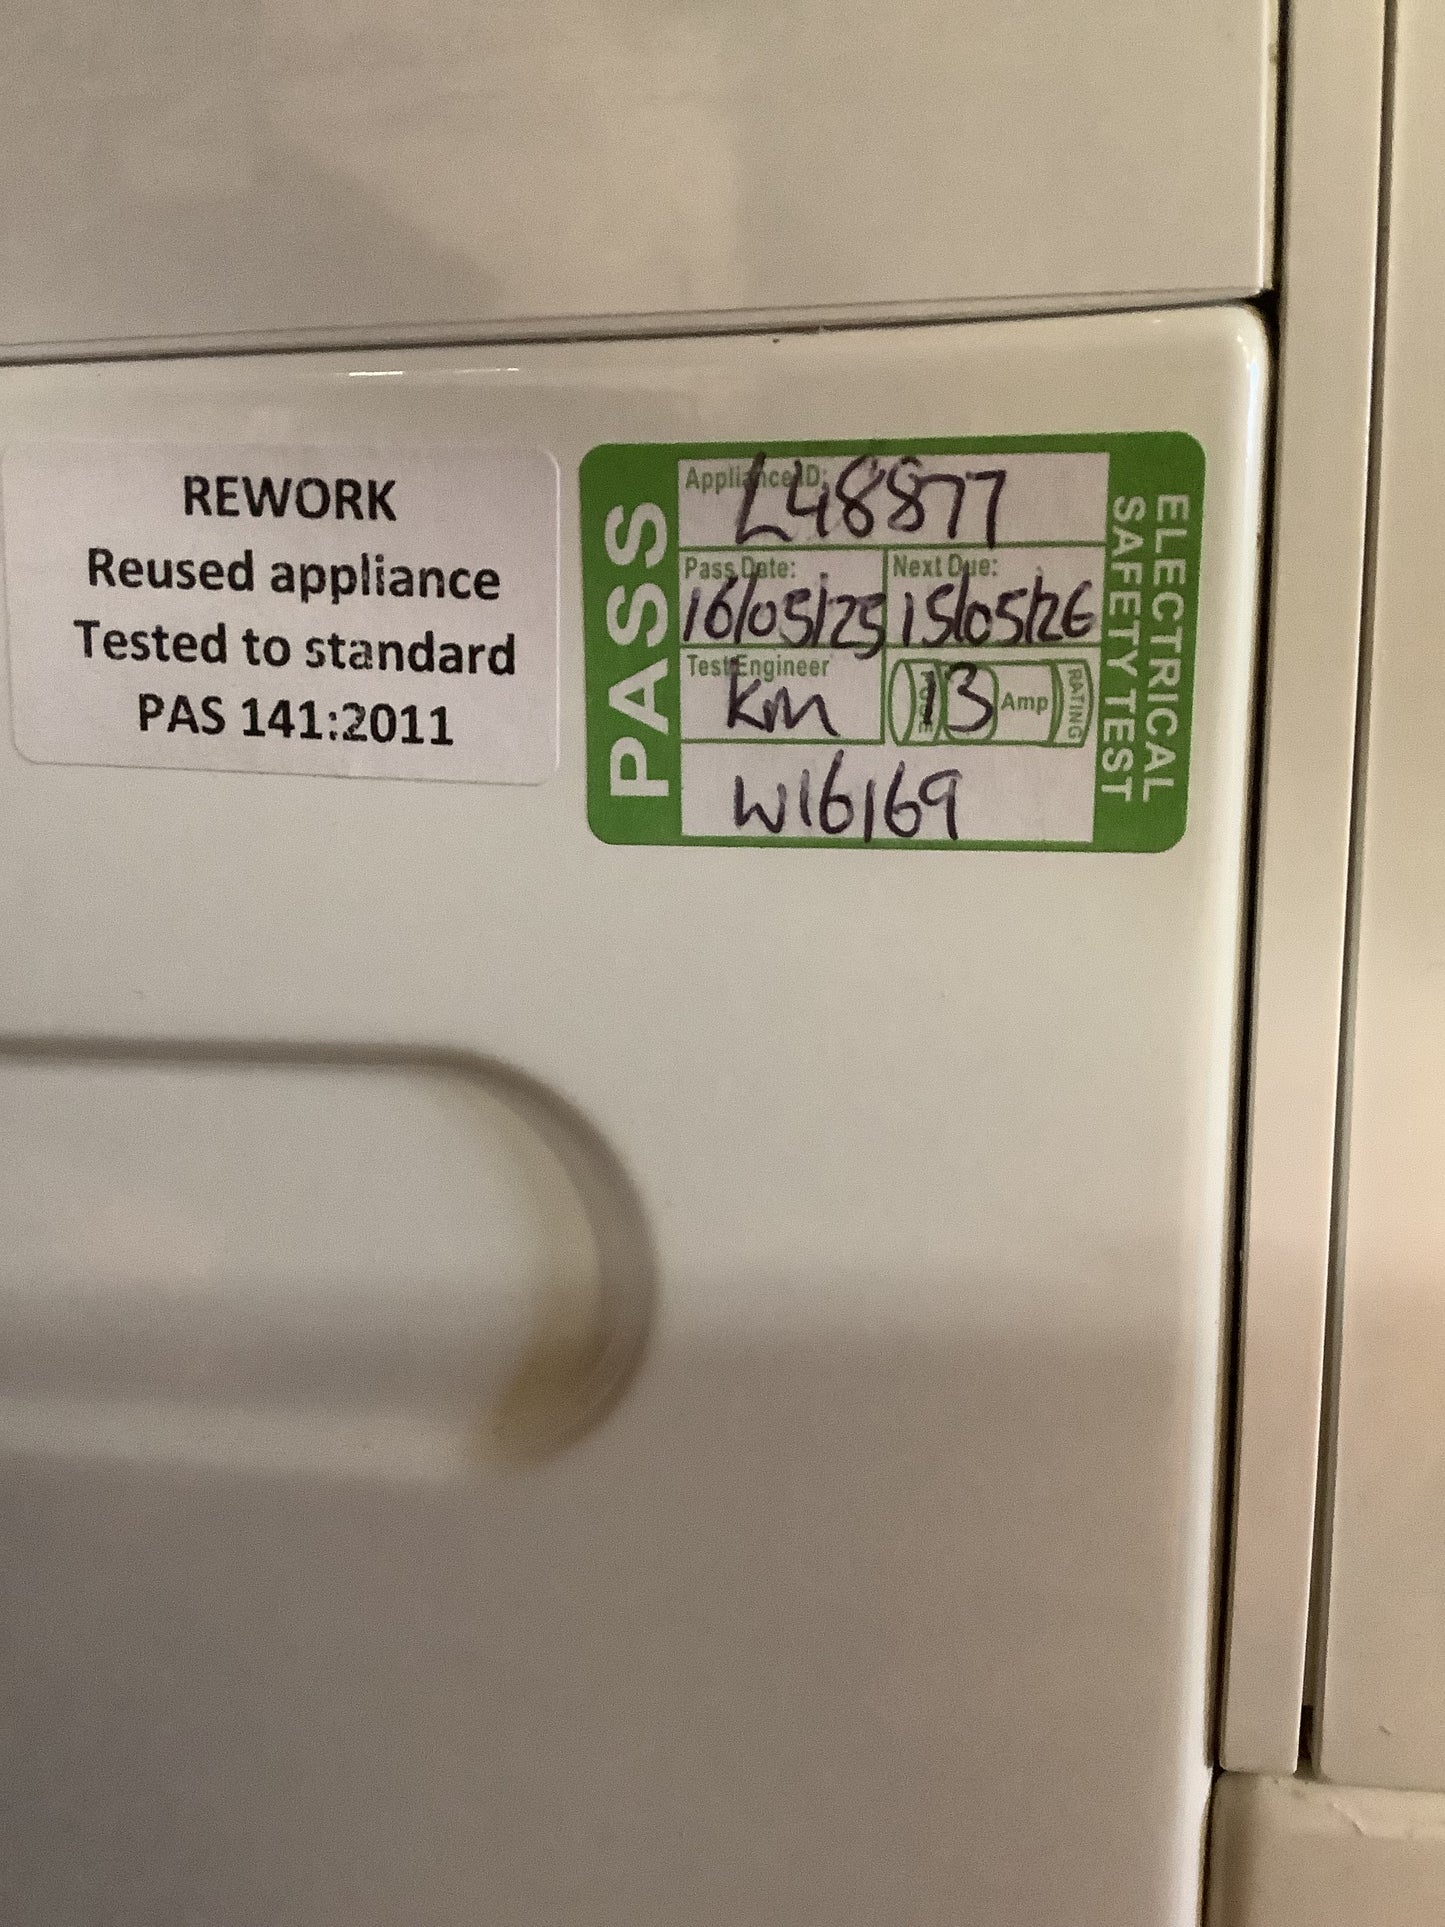 REWORK
Reused appliance
Tested to standard
PAS 141:2011
PASS
Appliance ID: L48877
Pass Date: 16/05/25
Next Due: 15/05/26
Test Engineer KM
FUSE 13 Amp RATING
W16169
ELECTRICAL
SAFETY TEST